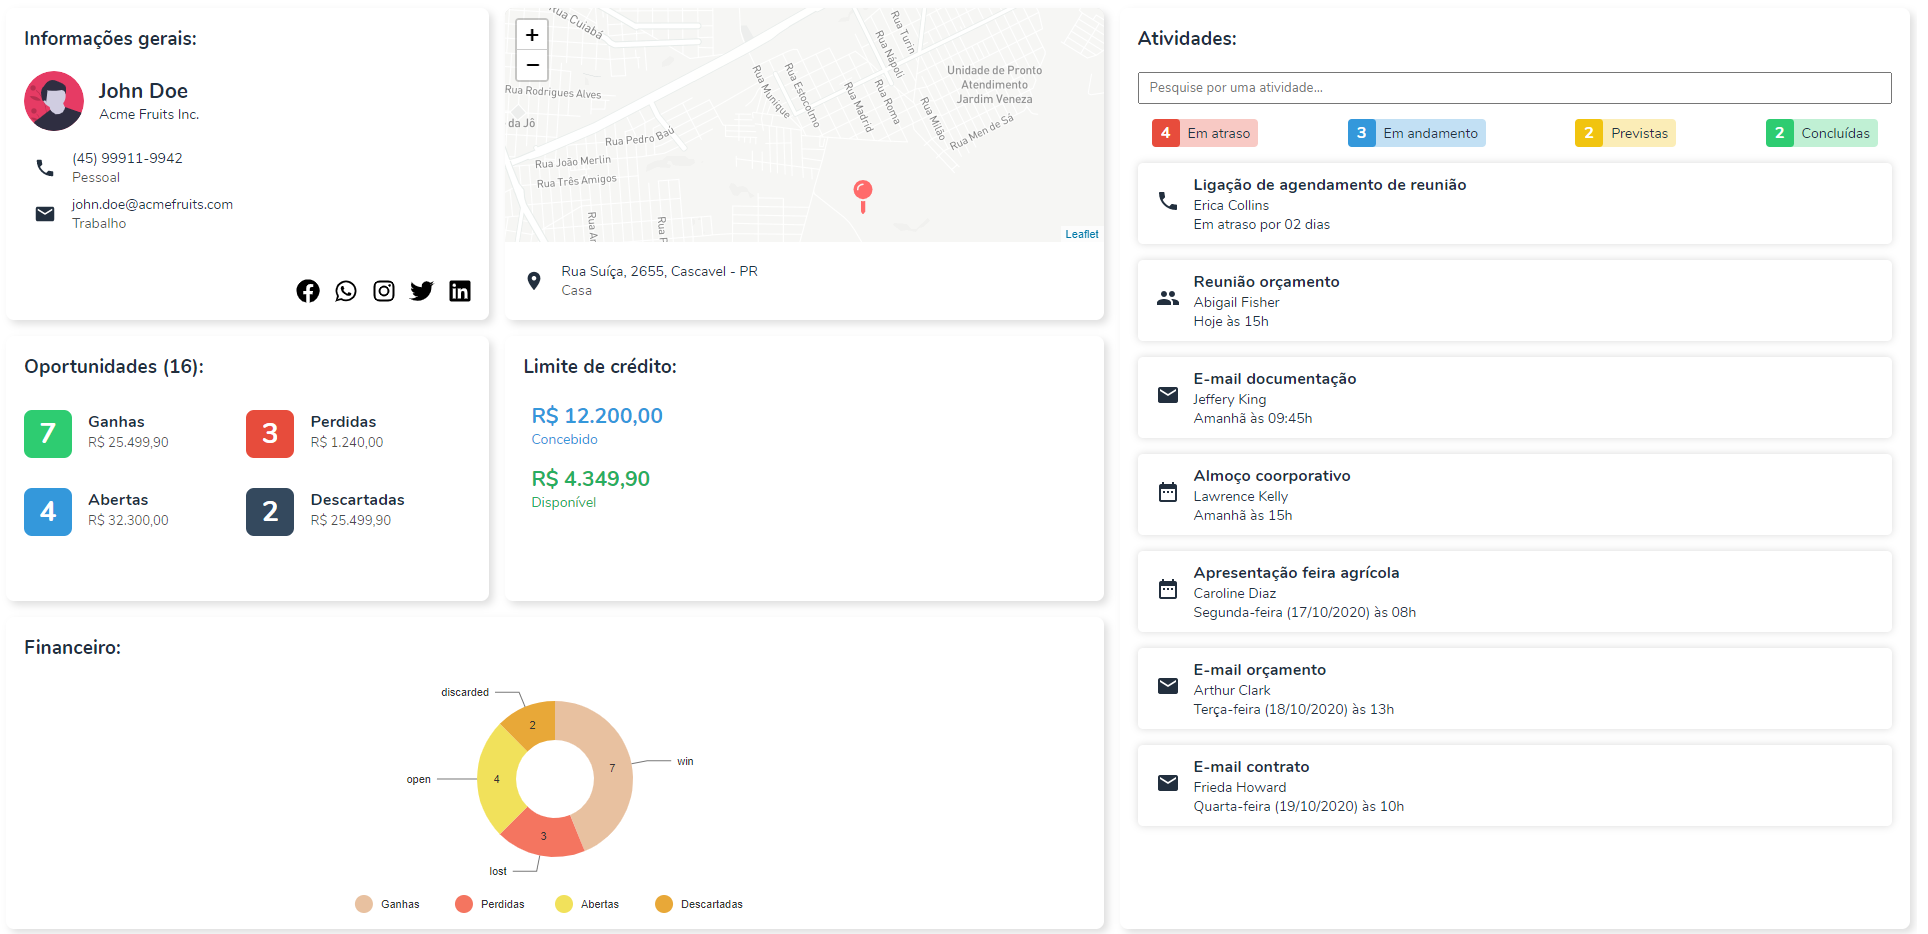 Informações gerais:
John Doe
Acme Fruits Inc.
(45) 99911-9942
Pessoal
john.doe@acmefruits.com
Trabalho
+
−
Rua Cuiabá
Rua Turin
Rua Nápoli
Rua Munique
Rua Estocolmo
Rua Madrid
Rua Roma
Rua Milão
Unidade de Pronto
Atendimento
Jardim Veneza
Rua Men de Sá
Rua Rodrigues Alves
da Jô
Rua Pedro Baú
Rua João Merlin
Rua Três Amigos
Rua Ar
Rua F
Leaflet
Rua Suíça, 2655, Cascavel - PR
Casa
Oportunidades (16):
7 Ganhas
R$ 25.499,90
3 Perdidas
R$ 1.240,00
4 Abertas
R$ 32.300,00
2 Descartadas
R$ 25.499,90
Limite de crédito:
R$ 12.200,00
Concebido
R$ 4.349,90
Disponível
Financeiro:
discarded
2
win
7
open
4
3
lost
Ganhas
Perdidas
Abertas
Descartadas
Atividades:
Pesquise por uma atividade...
4 Em atraso
3 Em andamento
2 Previstas
2 Concluídas
Ligação de agendamento de reunião
Erica Collins
Em atraso por 02 dias
Reunião orçamento
Abigail Fisher
Hoje às 15h
E-mail documentação
Jeffery King
Amanhã às 09:45h
Almoço coorporativo
Lawrence Kelly
Amanhã às 15h
Apresentação feira agrícola
Caroline Diaz
Segunda-feira (17/10/2020) às 08h
E-mail orçamento
Arthur Clark
Terça-feira (18/10/2020) às 13h
E-mail contrato
Frieda Howard
Quarta-feira (19/10/2020) às 10h